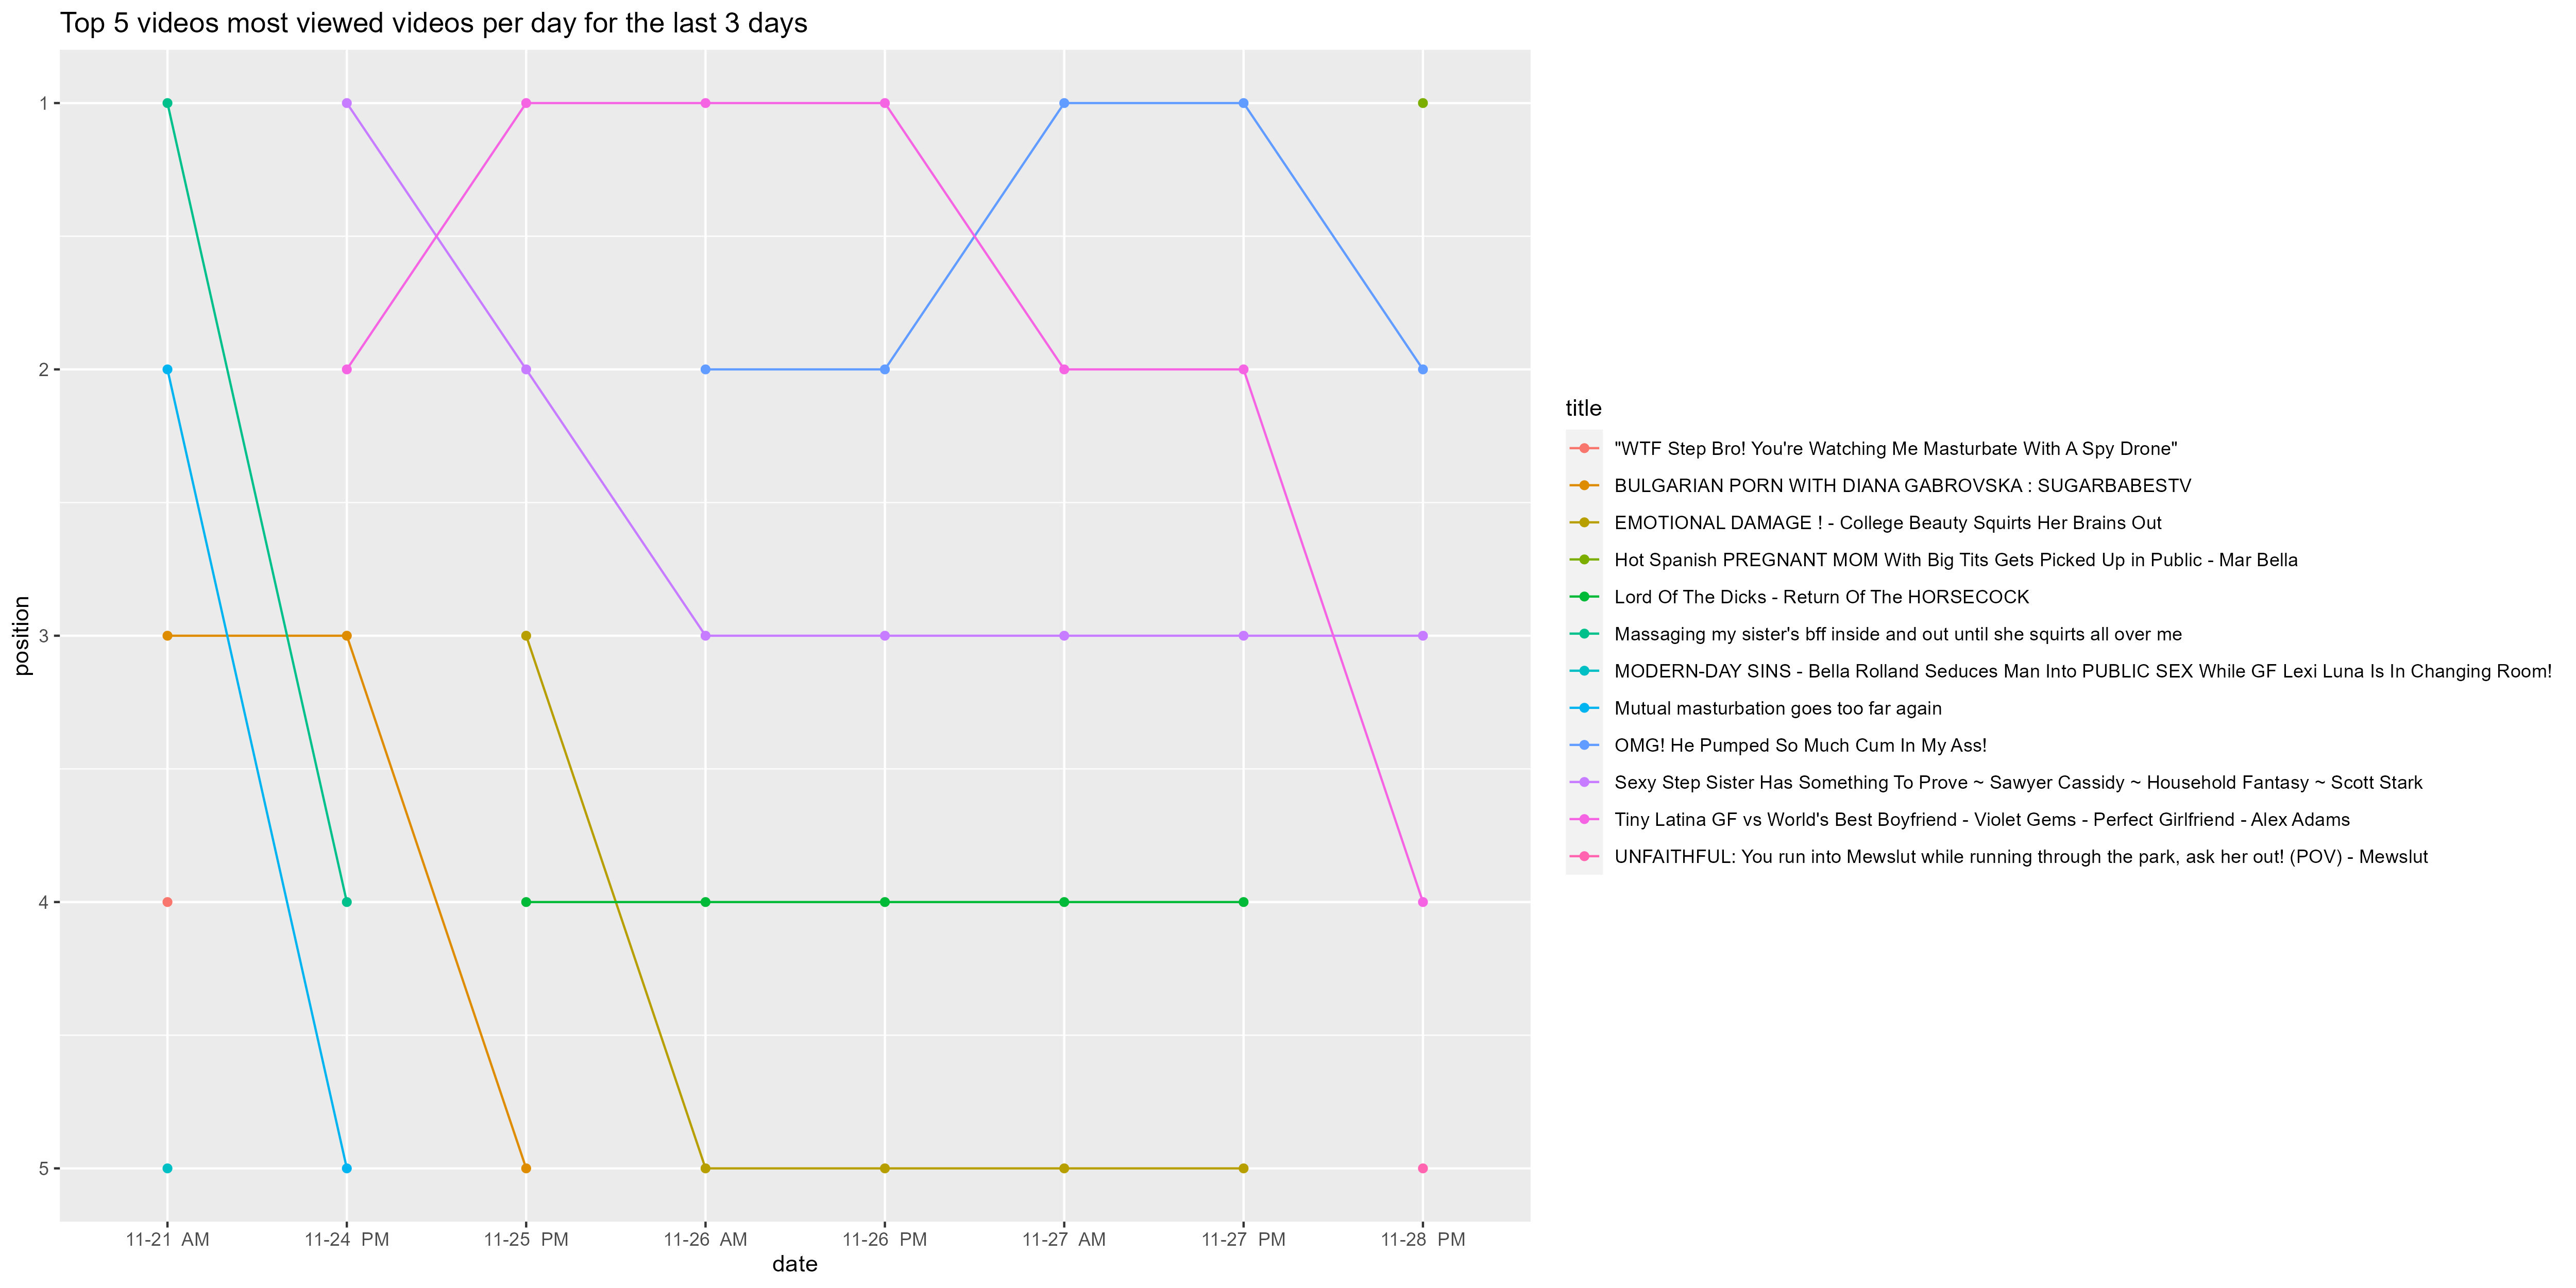 Top 5 videos most viewed videos per day for the last 3 days
1
2
3
4
5
position
11-21 AM
11-24 PM
11-25 PM
11-26 AM
11-26 PM
11-27 AM
11-27 PM
11-28 PM
date
title
"WTF Step Bro! You're Watching Me Masturbate With A Spy Drone"
BULGARIAN PORN WITH DIANA GABROVSKA : SUGARBABESTV
EMOTIONAL DAMAGE ! - College Beauty Squirts Her Brains Out
Hot Spanish PREGNANT MOM With Big Tits Gets Picked Up in Public - Mar Bella
Lord Of The Dicks - Return Of The HORSECOCK
Massaging my sister's bff inside and out until she squirts all over me
MODERN-DAY SINS - Bella Rolland Seduces Man Into PUBLIC SEX While GF Lexi Luna Is In Changing Room!
Mutual masturbation goes too far again
OMG! He Pumped So Much Cum In My Ass!
Sexy Step Sister Has Something To Prove ~ Sawyer Cassidy ~ Household Fantasy ~ Scott Stark
Tiny Latina GF vs World's Best Boyfriend - Violet Gems - Perfect Girlfriend - Alex Adams
UNFAITHFUL: You run into Mewslut while running through the park, ask her out! (POV) - Mewslut